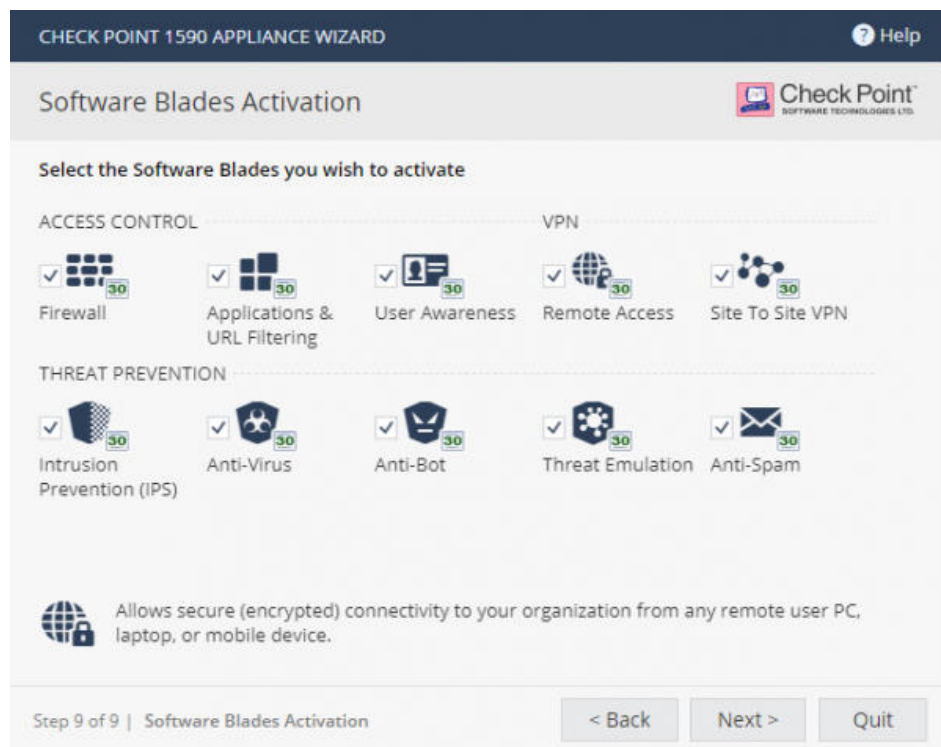 CHECK POINT 1590 APPLIANCE WIZARD
? Help
Software Blades Activation
Check Point
SOFTWARE TECHNOLOGIES LTD.
Select the Software Blades you wish to activate
ACCESS CONTROL
VPN
30
30
30
30
30
Firewall
Applications &
URL Filtering
User Awareness
Remote Access
Site To Site VPN
THREAT PREVENTION
30
30
30
30
30
Intrusion
Prevention (IPS)
Anti-Virus
Anti-Bot
Threat Emulation
Anti-Spam
Allows secure (encrypted) connectivity to your organization from any remote user PC,
laptop, or mobile device.
Step 9 of 9 | Software Blades Activation
< Back
Next >
Quit